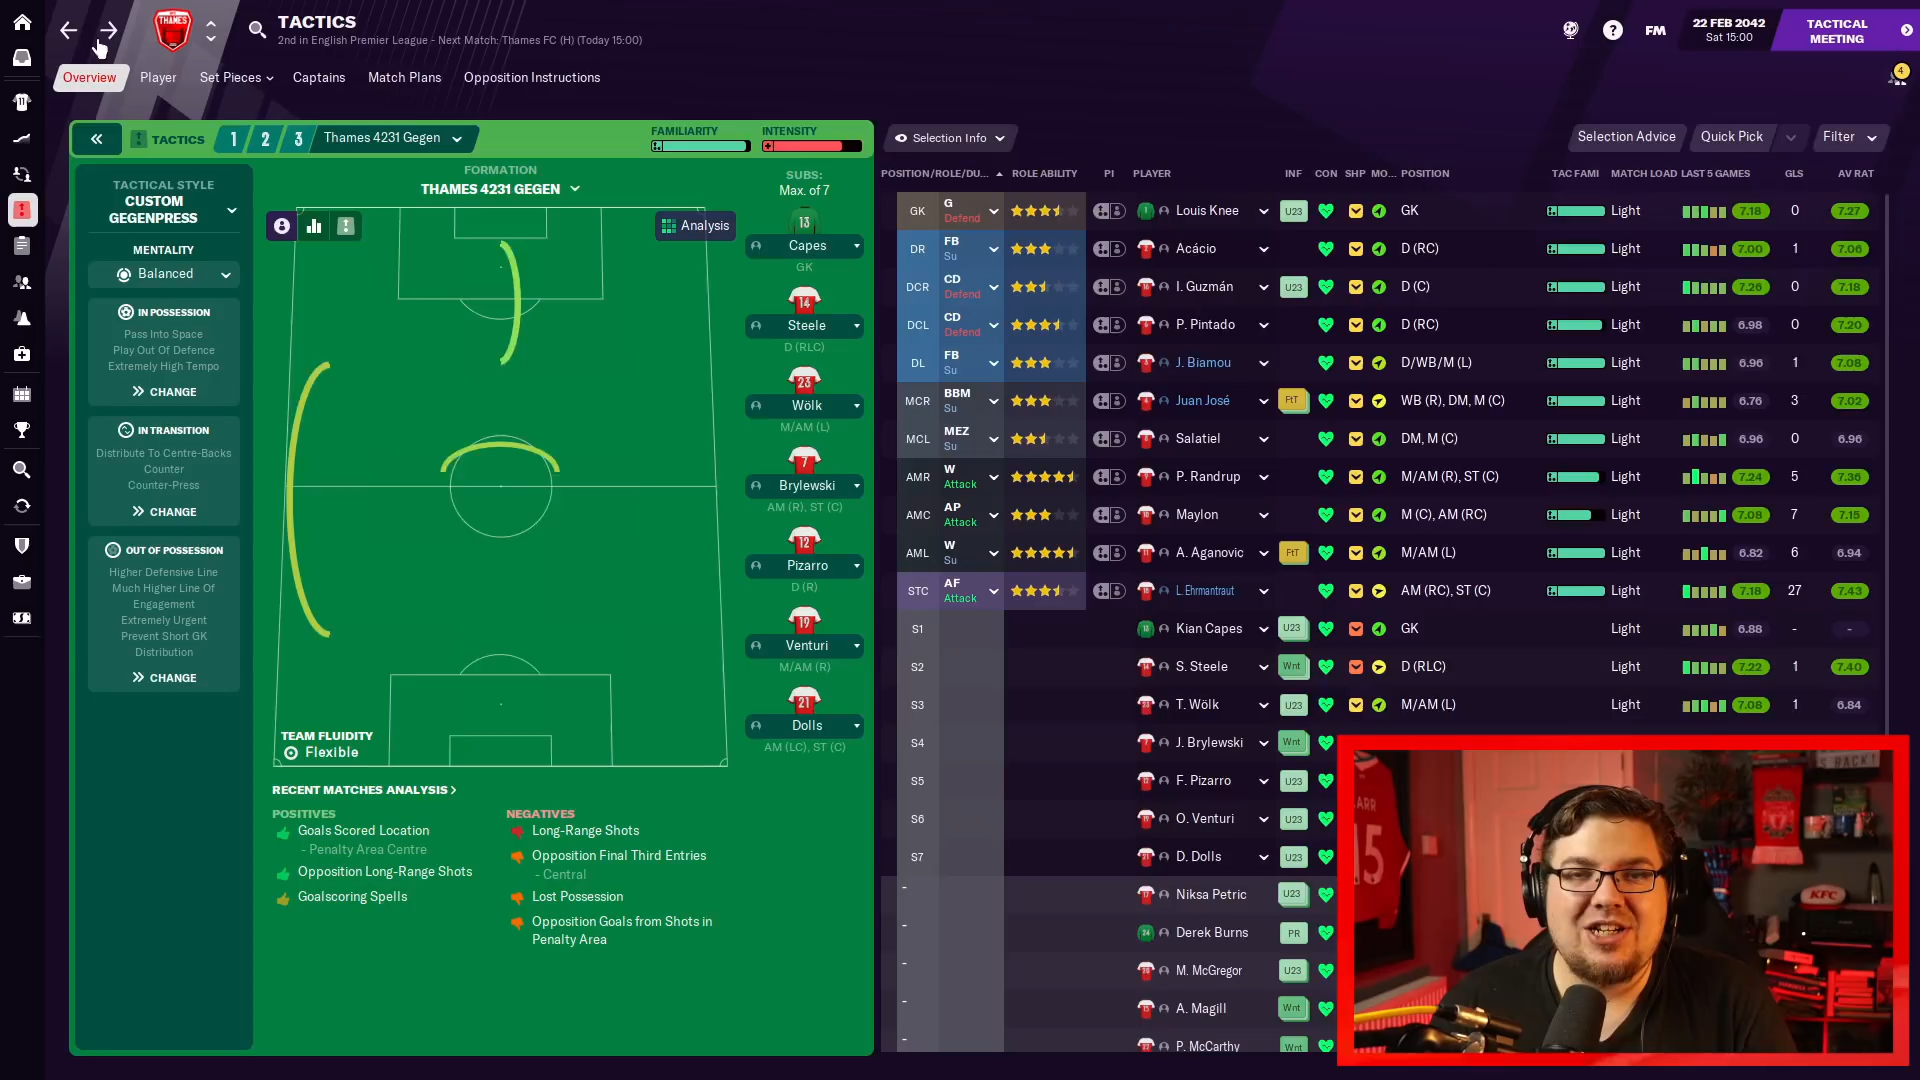 THAMES
TACTICS
2nd in English Premier League - Next Match: Thames FC (H) (Today 15:00)
FM
22 FEB 2042
Sat 15:00
TACTICAL
MEETING
4
Overview
Player
Set Pieces
Captains
Match Plans
Opposition Instructions
TACTICS
1
2
3
Thames 4231 Gegen
FAMILIARITY
INTENSITY
TACTICAL STYLE
CUSTOM
GEGENPRESS
MENTALITY
Balanced
IN POSSESSION
Pass Into Space
Play Out Of Defence
Extremely High Tempo
CHANGE
IN TRANSITION
Distribute To Centre-Backs
Counter
Counter-Press
CHANGE
OUT OF POSSESSION
Higher Defensive Line
Much Higher Line Of
Engagement
Extremely Urgent
Prevent Short GK
Distribution
CHANGE
FORMATION
THAMES 4231 GEGEN
Analysis
TEAM FLUIDITY
Flexible
SUBS:
Max. of 7
13
Capes
GK
14
Steele
D (RLC)
23
Wölk
M/AM (L)
7
Brylewski
AM (R), ST (C)
12
Pizarro
D (R)
19
Venturi
M/AM (R)
21
Dolls
AM (LC), ST (C)
RECENT MATCHES ANALYSIS >
POSITIVES
Goals Scored Location
- Penalty Area Centre
Opposition Long-Range Shots
Goalscoring Spells
NEGATIVES
Long-Range Shots
Opposition Final Third Entries
- Central
Lost Possession
Opposition Goals from Shots in
Penalty Area
Selection Info
Selection Advice
Quick Pick
Filter
POSITION/ROLE/DU... ROLE ABILITY PI PLAYER INF CON SHP MO... POSITION TAC FAMI MATCH LOAD LAST 5 GAMES GLS AV RAT
GK G Defend Louis Knee U23 GK Light 7.18 0 7.27
DR FB Su Acácio D (RC) Light 7.00 1 7.06
DCR CD Defend I. Guzmán U23 D (C) Light 7.26 0 7.18
DCL CD Defend P. Pintado D (RC) Light 6.98 0 7.20
DL FB Su J. Biamou D/WB/M (L) Light 6.96 1 7.08
MCR BBM Su Juan José FtT WB (R), DM, M (C) Light 6.76 3 7.02
MCL MEZ Su Salatiel DM, M (C) Light 6.96 0 6.96
AMR W Attack P. Randrup M/AM (R), ST (C) Light 7.24 5 7.36
AMC AP Attack Maylon M (C), AM (RC) Light 7.08 7 7.15
AML W Su A. Aganovic FtT M/AM (L) Light 6.82 6 6.94
STC AF Attack L. Ehrmantraut AM (RC), ST (C) Light 7.18 27 7.43
S1 Kian Capes U23 GK Light 6.88 - -
S2 S. Steele Wnt D (RLC) Light 7.22 1 7.40
S3 T. Wölk U23 M/AM (L) Light 7.08 1 6.84
S4 J. Brylewski Wnt
S5 F. Pizarro U23
S6 O. Venturi U23
S7 D. Dolls U23
- Niksa Petric U23
- Derek Burns PR
- M. McGregor U23
- A. Magill Wnt
- P. McCarthy Wnt
BACK!
15
KFC